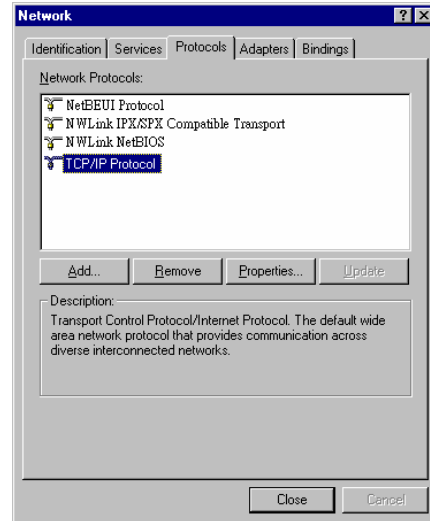 Network
Identification Services Protocols Adapters Bindings
Network Protocols:
NetBEUI Protocol
NWLink IPX/SPX Compatible Transport
NWLink NetBIOS
TCP/IP Protocol
Add... Remove Properties... Update
Description:
Transport Control Protocol/Internet Protocol. The default wide
area network protocol that provides communication across
diverse interconnected networks.
Close Cancel